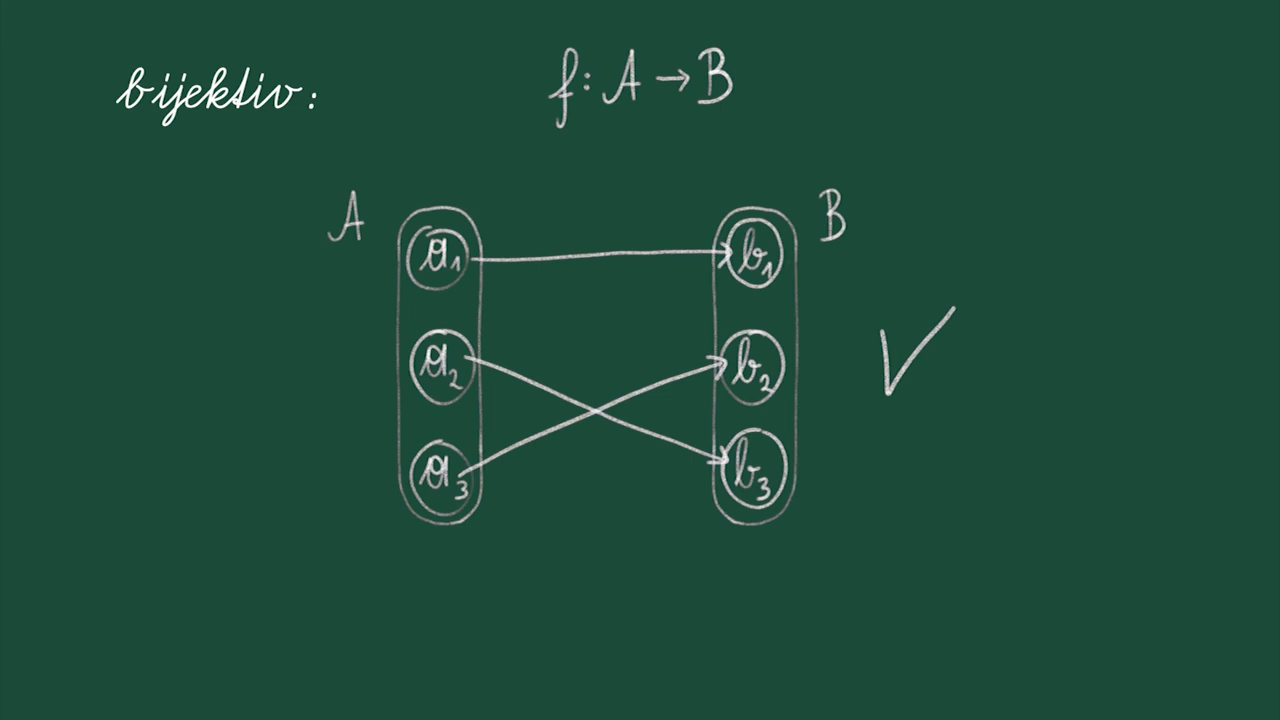 bijektiv: f: A → B
A B
a₁ b₁
a₂ b₂
a₃ b₃